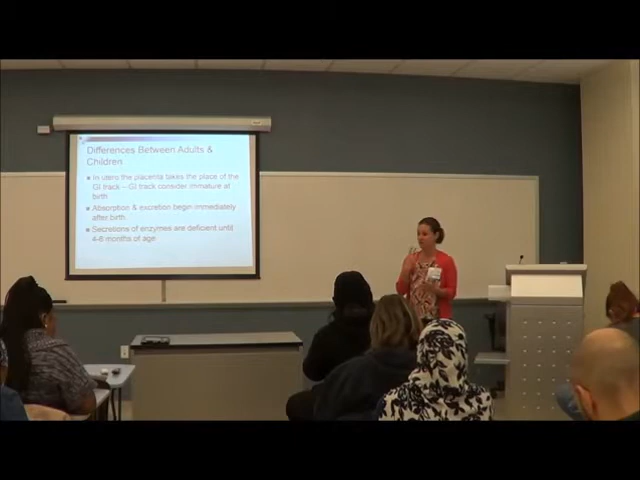 Differences Between Adults &
Children
In utero the placenta takes the place of the
GI track—GI track consider immature at
birth
Absorption & excretion begin immediately
after birth
Secretions of enzymes are deficient until
4-6 months of age